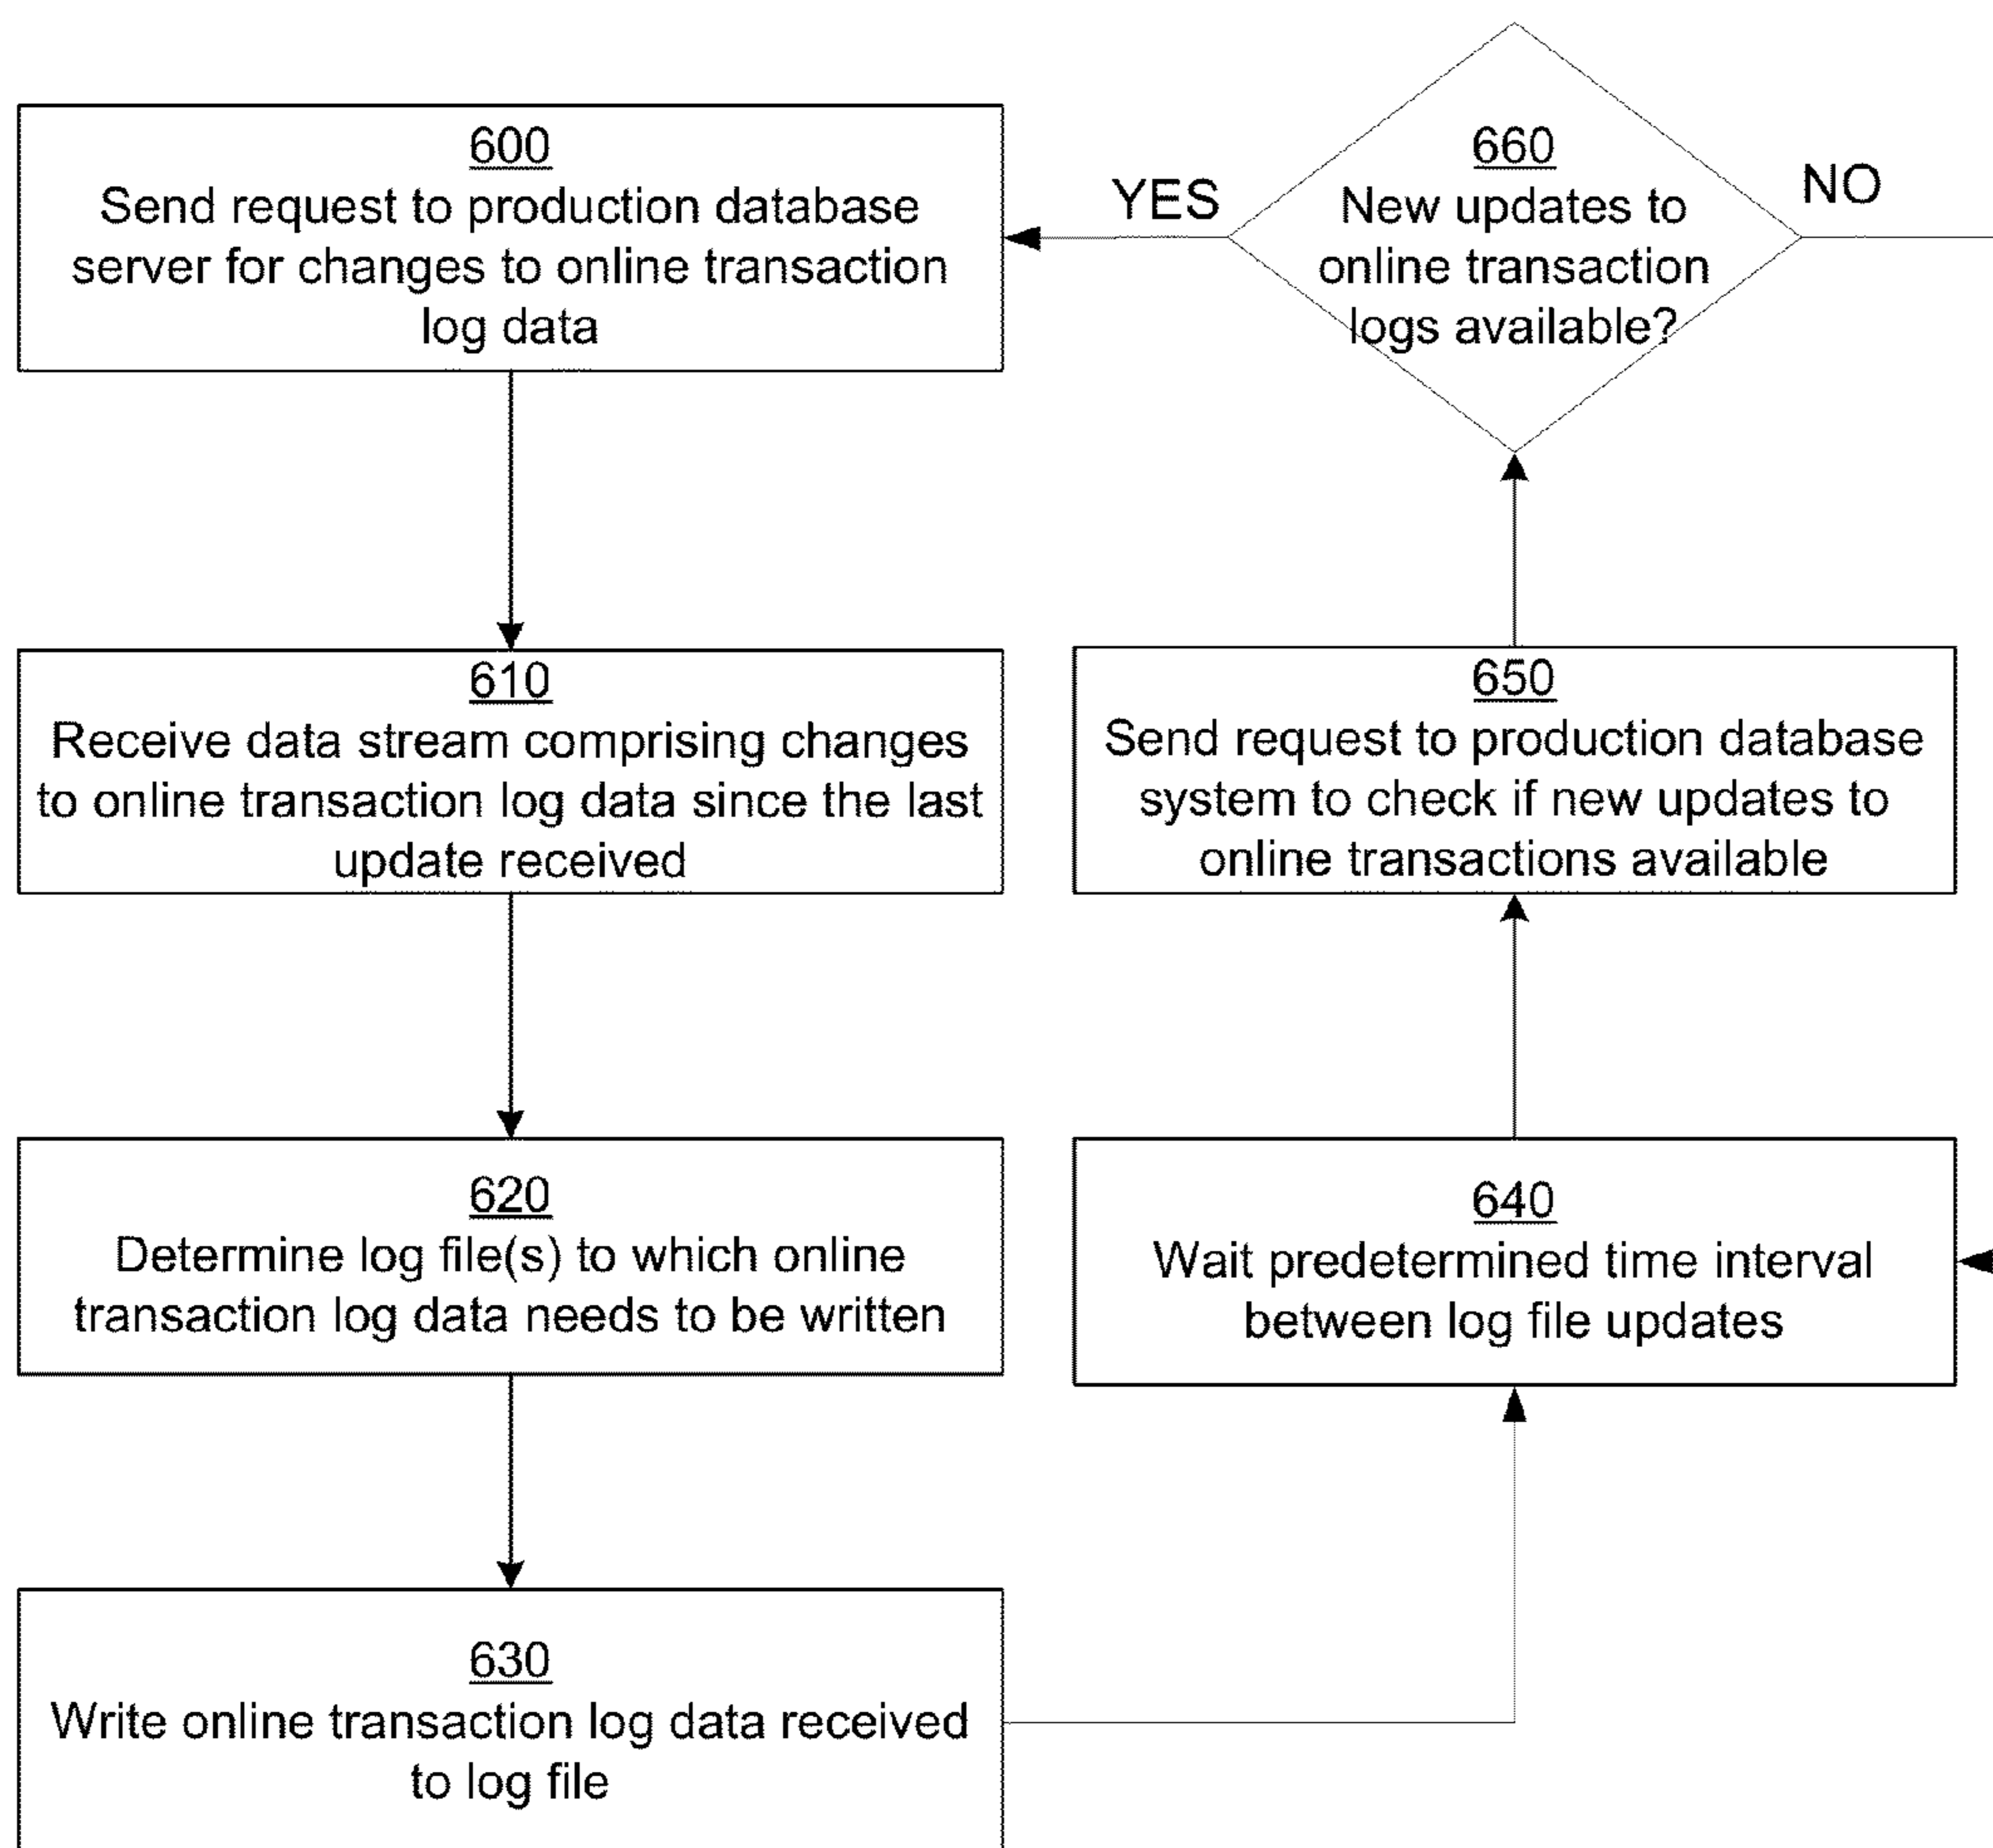 600
Send request to production database
server for changes to online transaction
log data
610
Receive data stream comprising changes
to online transaction log data since the last
update received
620
Determine log file(s) to which online
transaction log data needs to be written
630
Write online transaction log data received
to log file
640
Wait predetermined time interval
between log file updates
650
Send request to production database
system to check if new updates to
online transactions available
660
New updates to
online transaction
logs available?
YES
NO